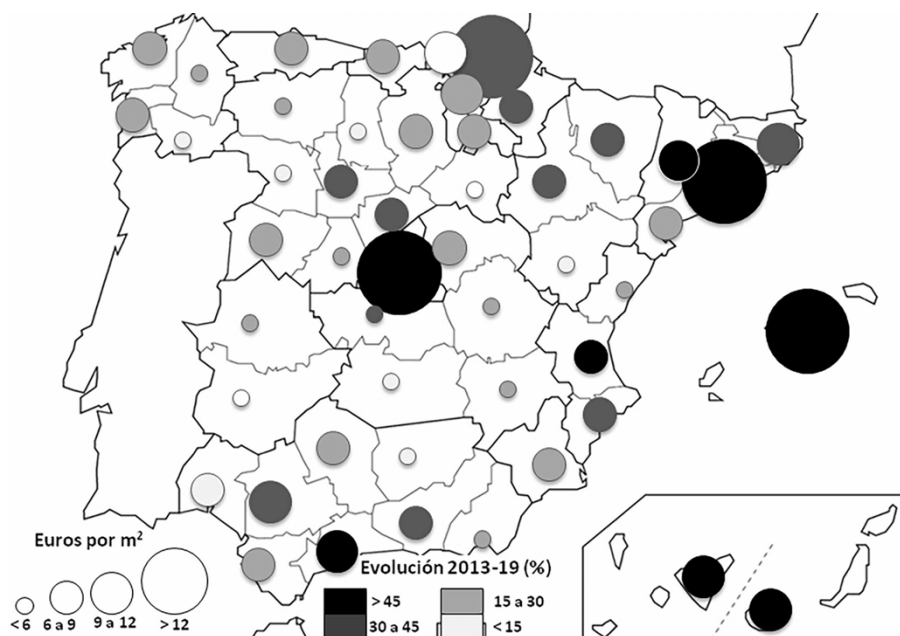 Euros por m²
< 6 6 a 9 9 a 12 > 12
Evolución 2013-19 (%)
> 45 15 a 30
30 a 45 < 15